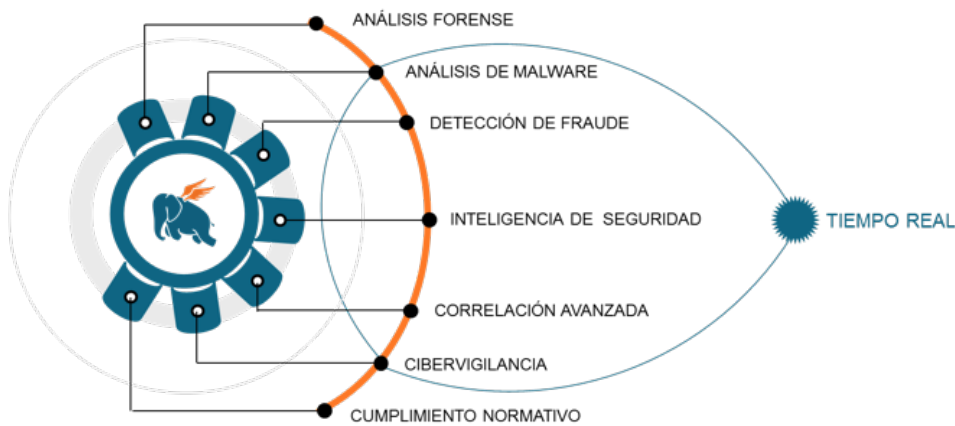 ANÁLISIS FORENSE
ANÁLISIS DE MALWARE
DETECCIÓN DE FRAUDE
INTELIGENCIA DE SEGURIDAD
TIEMPO REAL
CORRELACIÓN AVANZADA
CIBERVIGILANCIA
CUMPLIMIENTO NORMATIVO